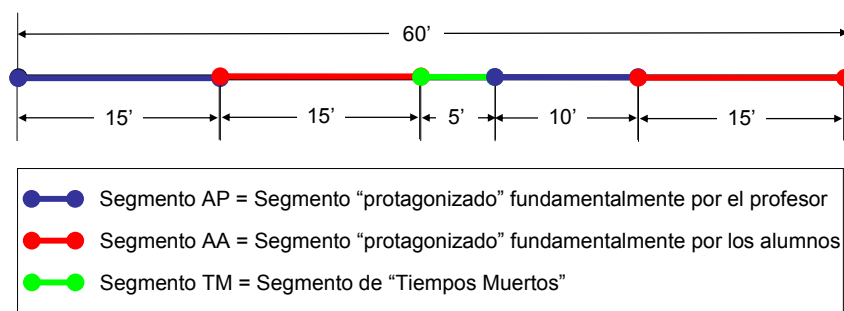 60’
15’ 15’ 5’ 10’ 15’
Segmento AP = Segmento “protagonizado” fundamentalmente por el profesor
Segmento AA = Segmento “protagonizado” fundamentalmente por los alumnos
Segmento TM = Segmento de “Tiempos Muertos”